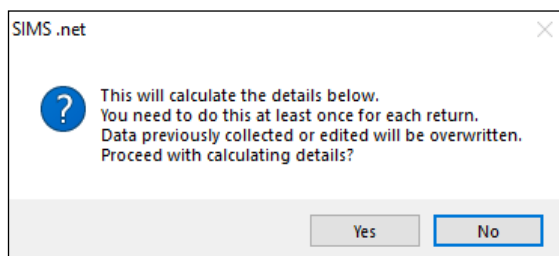 SIMS .net
This will calculate the details below.
You need to do this at least once for each return.
Data previously collected or edited will be overwritten.
Proceed with calculating details?
Yes
No